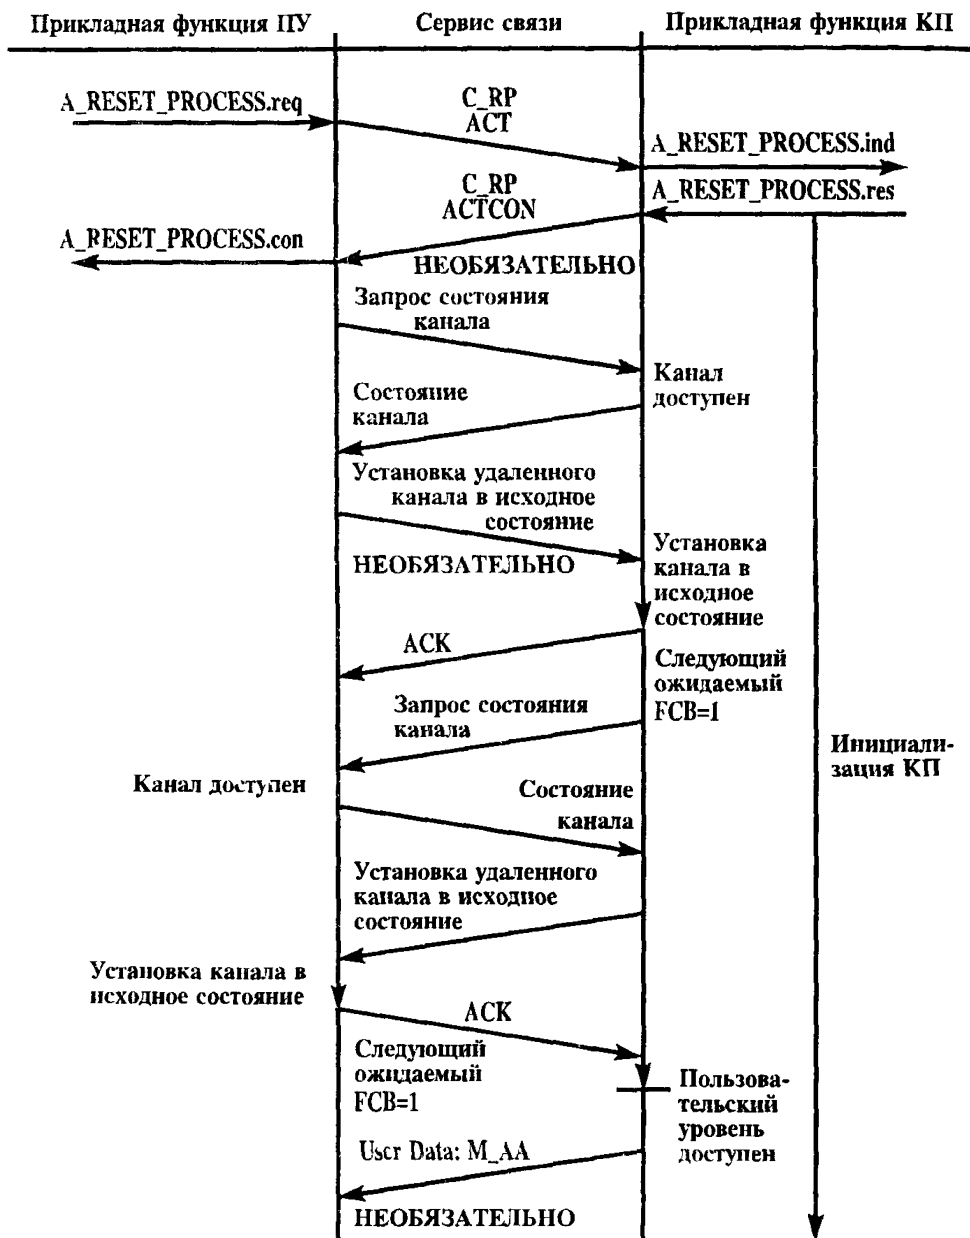 Прикладная функция ПУ
Сервис связи
Прикладная функция КП
A_RESET_PROCESS.req
C_RP
ACT
A_RESET_PROCESS.ind
C_RP
ACTCON
A_RESET_PROCESS.res
A_RESET_PROCESS.con
НЕОБЯЗАТЕЛЬНО
Запрос состояния
канала
Канал
доступен
Состояние
канала
Установка удаленного
канала в исходное
состояние
НЕОБЯЗАТЕЛЬНО
Установка
канала в
исходное
состояние
ACK
Следующий
ожидаемый
FCB=1
Запрос состояния
канала
Инициали-
зация КП
Канал доступен
Состояние
канала
Установка удаленного
канала в исходное
состояние
Установка канала в
исходное состояние
ACK
Следующий
ожидаемый
FCB=1
Пользова-
тельский
уровень
доступен
User Data: M_AA
НЕОБЯЗАТЕЛЬНО